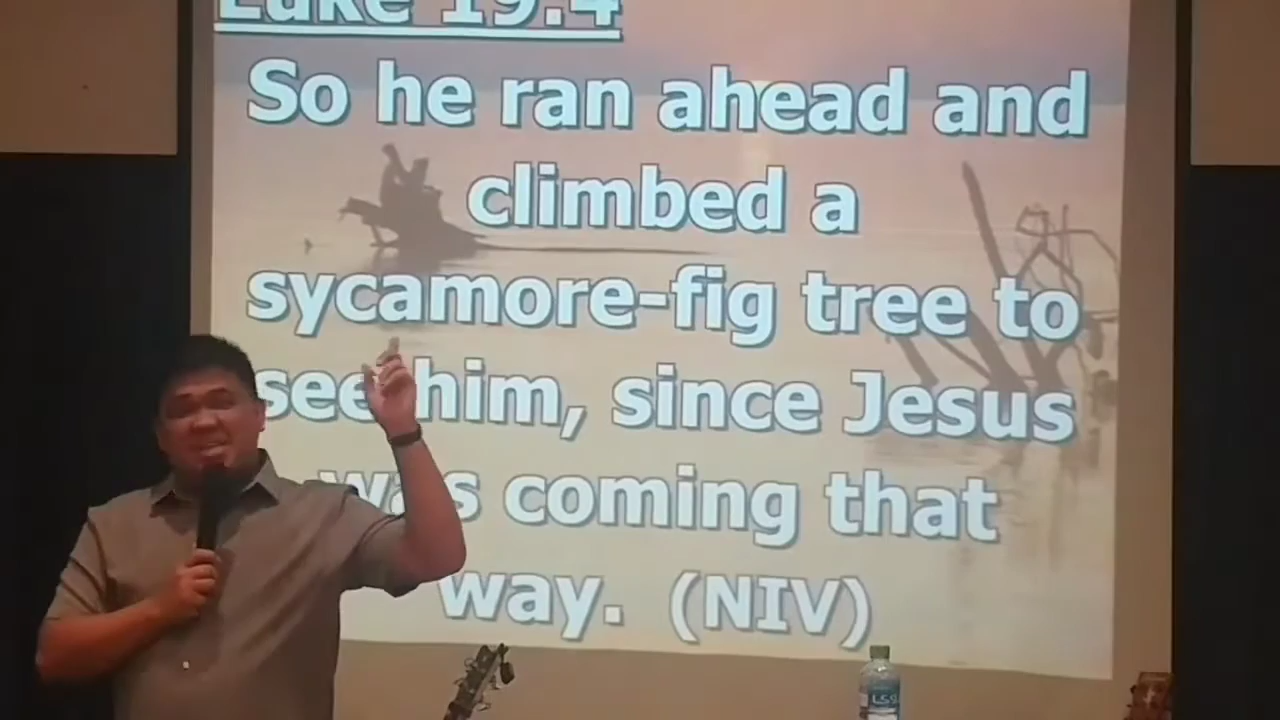 Luke 19:4
So he ran ahead and
climbed a
sycamore-fig tree to
see him, since Jesus
was coming that
way. (NIV)